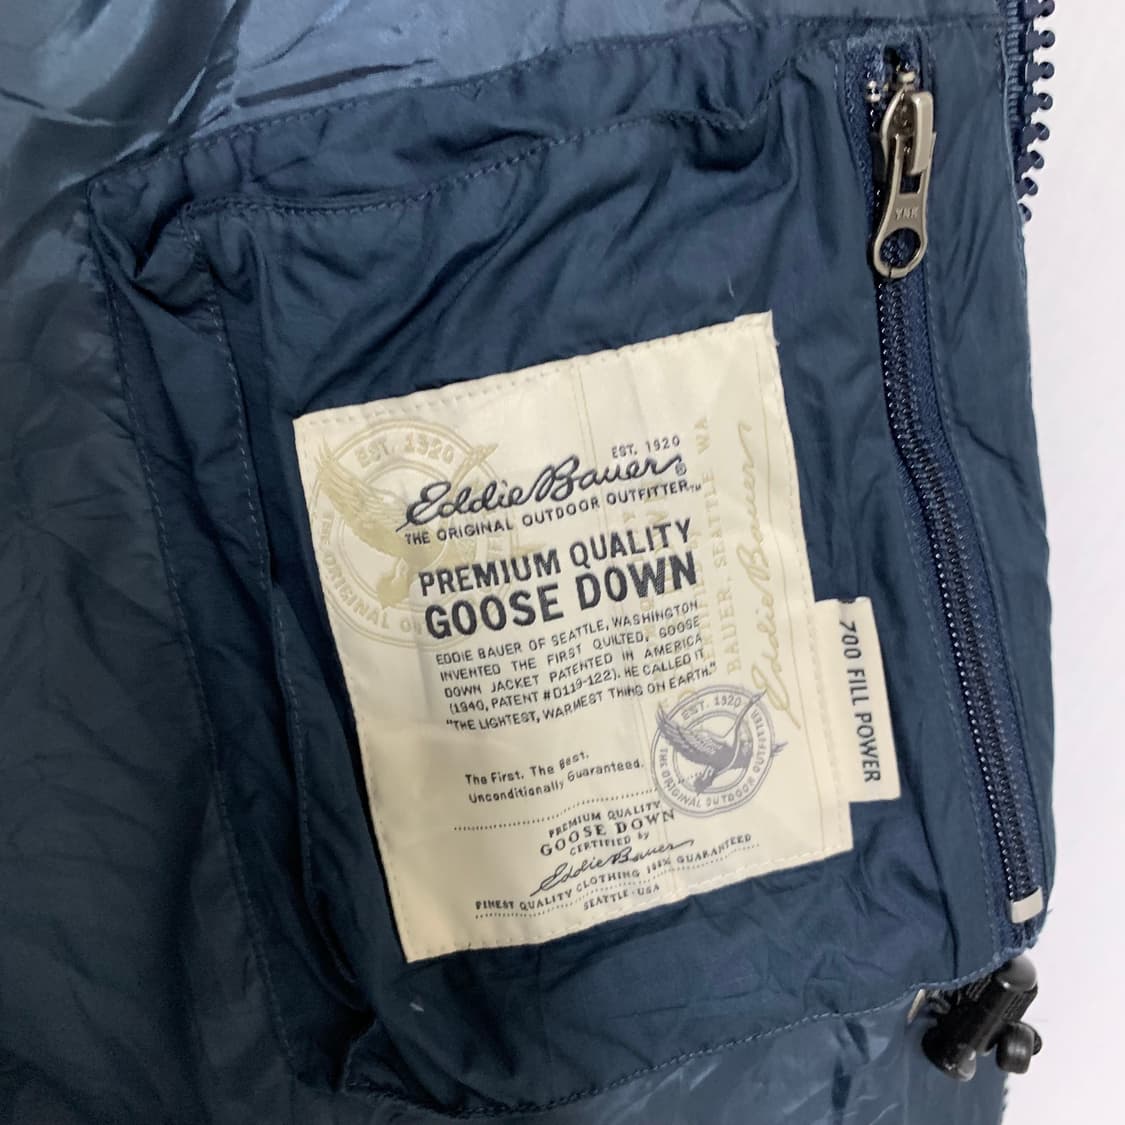 EST. 1920
Eddie Bauer®
THE ORIGINAL OUTDOOR OUTFITTER™
PREMIUM QUALITY
GOOSE DOWN
EDDIE BAUER OF SEATTLE, WASHINGTON
INVENTED THE FIRST QUILTED, GOOSE
DOWN JACKET PATENTED IN AMERICA
(1940, PATENT #D119-122). HE CALLED IT
"THE LIGHTEST, WARMEST THING ON EARTH."
The First. The Best.
Unconditionally Guaranteed.
PREMIUM QUALITY
GOOSE DOWN
CERTIFIED by
Eddie Bauer
FINEST QUALITY CLOTHING 100% GUARANTEED
SEATTLE · USA
EST. 1920
THE ORIGINAL OUTDOOR OUTFITTER
EST. 1920
THE ORIGINAL
BAUER, SEATTLE WA
Eddie Bauer
700 FILL POWER
YKK